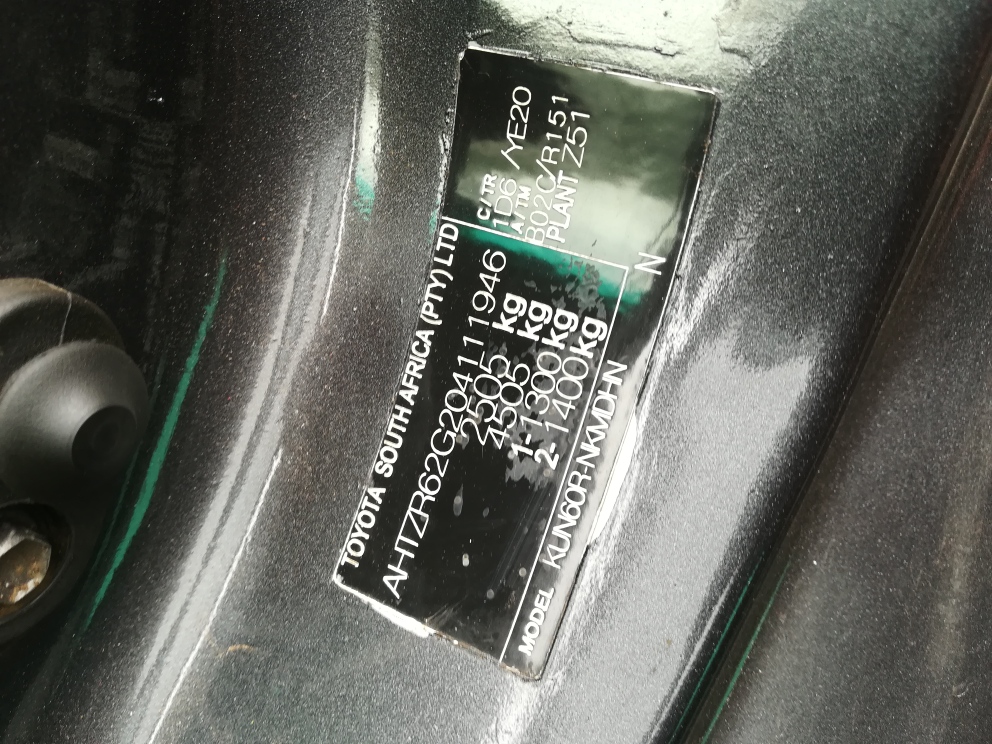 TOYOTA SOUTH AFRICA (PTY) LTD
AHTZR62G204111946
2505 kg
4505 kg
1- 1300 kg
2- 1400 kg
MODEL KUN60R-NKMDHN N
C/TR
1D6 /YE20
A/TM
B02C/R151
PLANT Z51